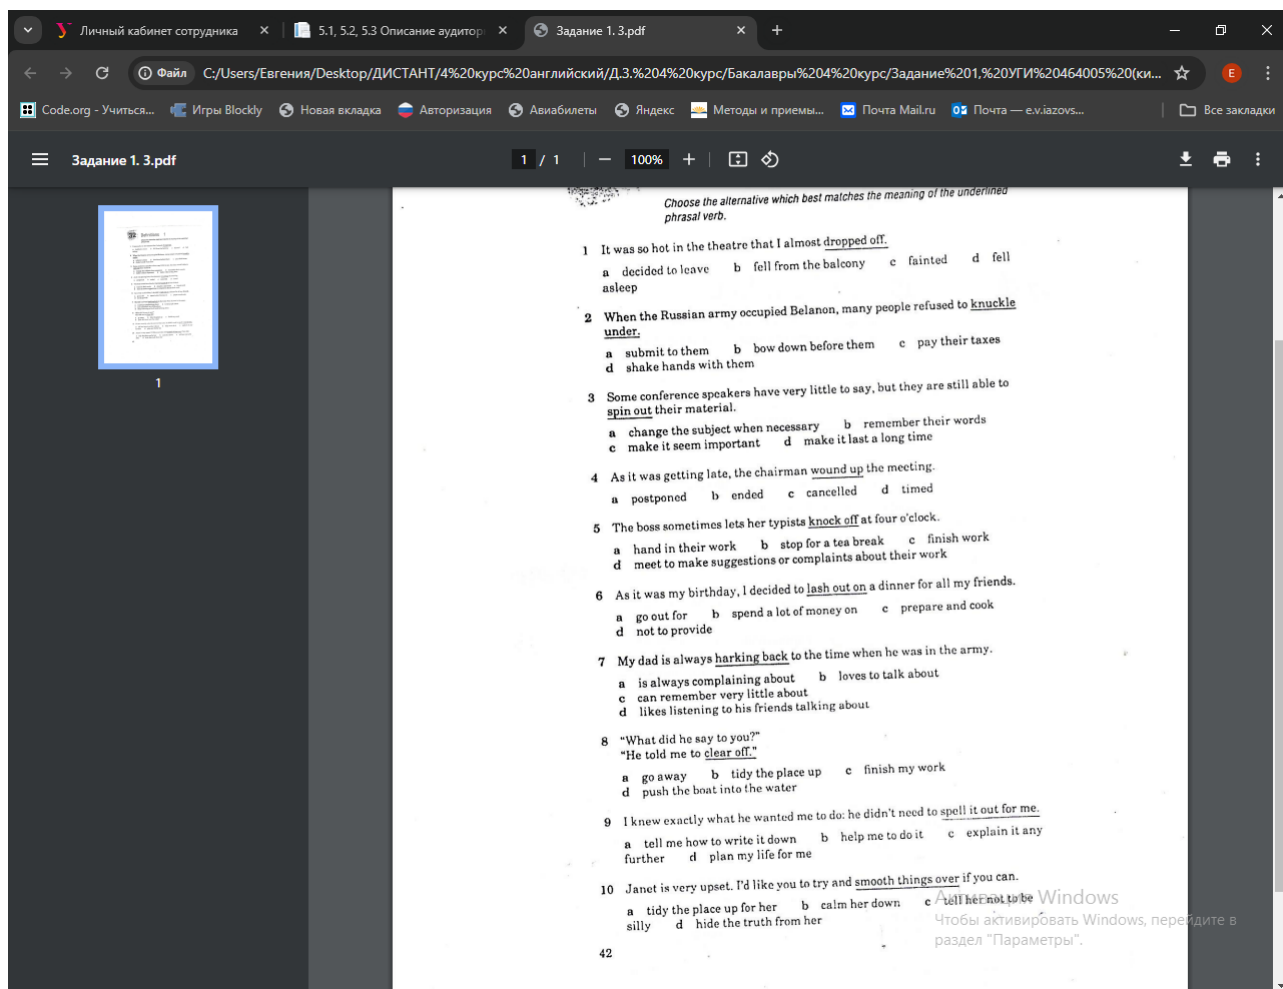 Личный кабинет сотрудника
5.1, 5.2, 5.3 Описание аудитор
Задание 1. 3.pdf
Файл
C:/Users/Евгения/Desktop/ДИСТАНТ/4%20курс%20английский/Д.З.%204%20курс/Бакалавры%204%20курс/Задание%201,%20УГИ%20464005%20(ки...
E
Code.org - Учиться...
Игры Blockly
Новая вкладка
Авторизация
Авиабилеты
Яндекс
Методы и приемы...
Почта Mail.ru
Почта — e.v.iazovs...
Все закладки
Задание 1. 3.pdf
1 / 1
100%
1
Choose the alternative which best matches the meaning of the underlined
phrasal verb.
1 It was so hot in the theatre that I almost dropped off.
a decided to leave b fell from the balcony c fainted d fell
asleep
2 When the Russian army occupied Belanon, many people refused to knuckle
under.
a submit to them b bow down before them c pay their taxes
d shake hands with them
3 Some conference speakers have very little to say, but they are still able to
spin out their material.
a change the subject when necessary b remember their words
c make it seem important d make it last a long time
4 As it was getting late, the chairman wound up the meeting.
a postponed b ended c cancelled d timed
5 The boss sometimes lets her typists knock off at four o'clock.
a hand in their work b stop for a tea break c finish work
d meet to make suggestions or complaints about their work
6 As it was my birthday, I decided to lash out on a dinner for all my friends.
a go out for b spend a lot of money on c prepare and cook
d not to provide
7 My dad is always harking back to the time when he was in the army.
a is always complaining about b loves to talk about
c can remember very little about
d likes listening to his friends talking about
8 "What did he say to you?"
"He told me to clear off."
a go away b tidy the place up c finish my work
d push the boat into the water
9 I knew exactly what he wanted me to do: he didn't need to spell it out for me.
a tell me how to write it down b help me to do it c explain it any
further d plan my life for me
10 Janet is very upset. I'd like you to try and smooth things over if you can.
a tidy the place up for her b calm her down c tell her not to be
silly d hide the truth from her
42
Активация Windows
Чтобы активировать Windows, перейдите в
раздел "Параметры".